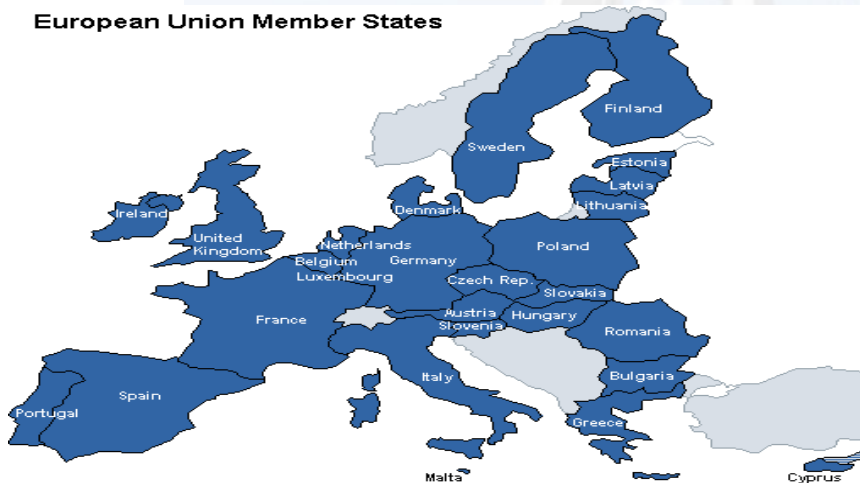 European Union Member States
Finland
Sweden
Estonia
Latvia
Lithuania
Denmark
Ireland
United
Kingdom
Netherlands
Belgium
Germany
Luxembourg
Poland
Czech Rep.
Slovakia
Austria
Hungary
Slovenia
France
Romania
Italy
Bulgaria
Spain
Portugal
Greece
Malta
Cyprus